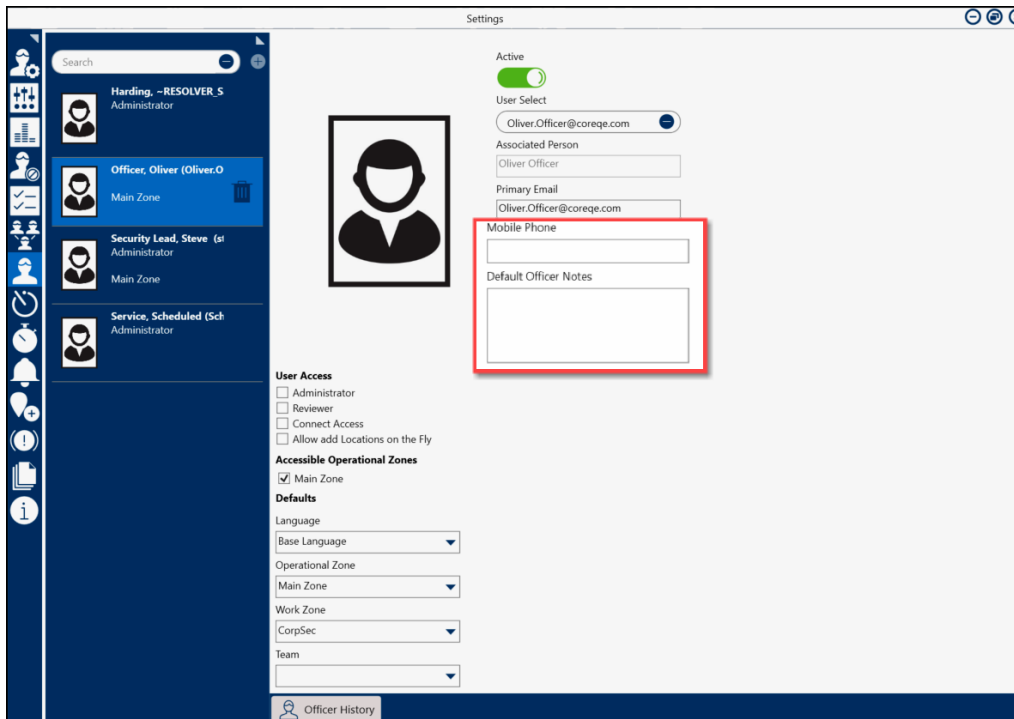 Settings
Search
Harding, ~RESOLVER_S
Administrator
Officer, Oliver (Oliver.O
Main Zone
Security Lead, Steve (st
Administrator
Main Zone
Service, Scheduled (Sch
Administrator
Active
User Select
Oliver.Officer@coreqe.com
Associated Person
Oliver Officer
Primary Email
Oliver.Officer@coreqe.com
Mobile Phone
Default Officer Notes
User Access
Administrator
Reviewer
Connect Access
Allow add Locations on the Fly
Accessible Operational Zones
Main Zone
Defaults
Language
Base Language
Operational Zone
Main Zone
Work Zone
CorpSec
Team
Officer History